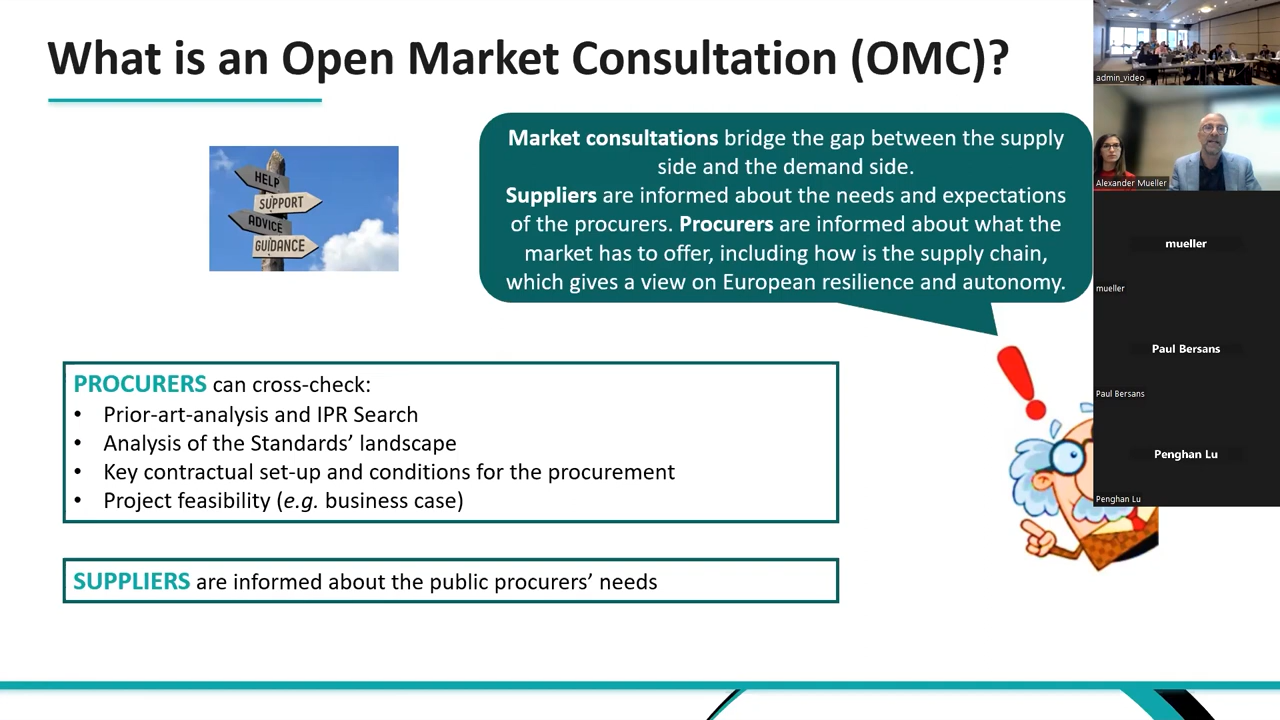 What is an Open Market Consultation (OMC)?
HELP
SUPPORT
ADVICE
GUIDANCE
Market consultations bridge the gap between the supply
side and the demand side.
Suppliers are informed about the needs and expectations
of the procurers. Procurers are informed about what the
market has to offer, including how is the supply chain,
which gives a view on European resilience and autonomy.
PROCURERS can cross-check:
• Prior-art-analysis and IPR Search
• Analysis of the Standards’ landscape
• Key contractual set-up and conditions for the procurement
• Project feasibility (e.g. business case)
SUPPLIERS are informed about the public procurers’ needs
admin_video
Alexander Mueller
mueller
mueller
Paul Bersans
Paul Bersans
Penghan Lu
Penghan Lu